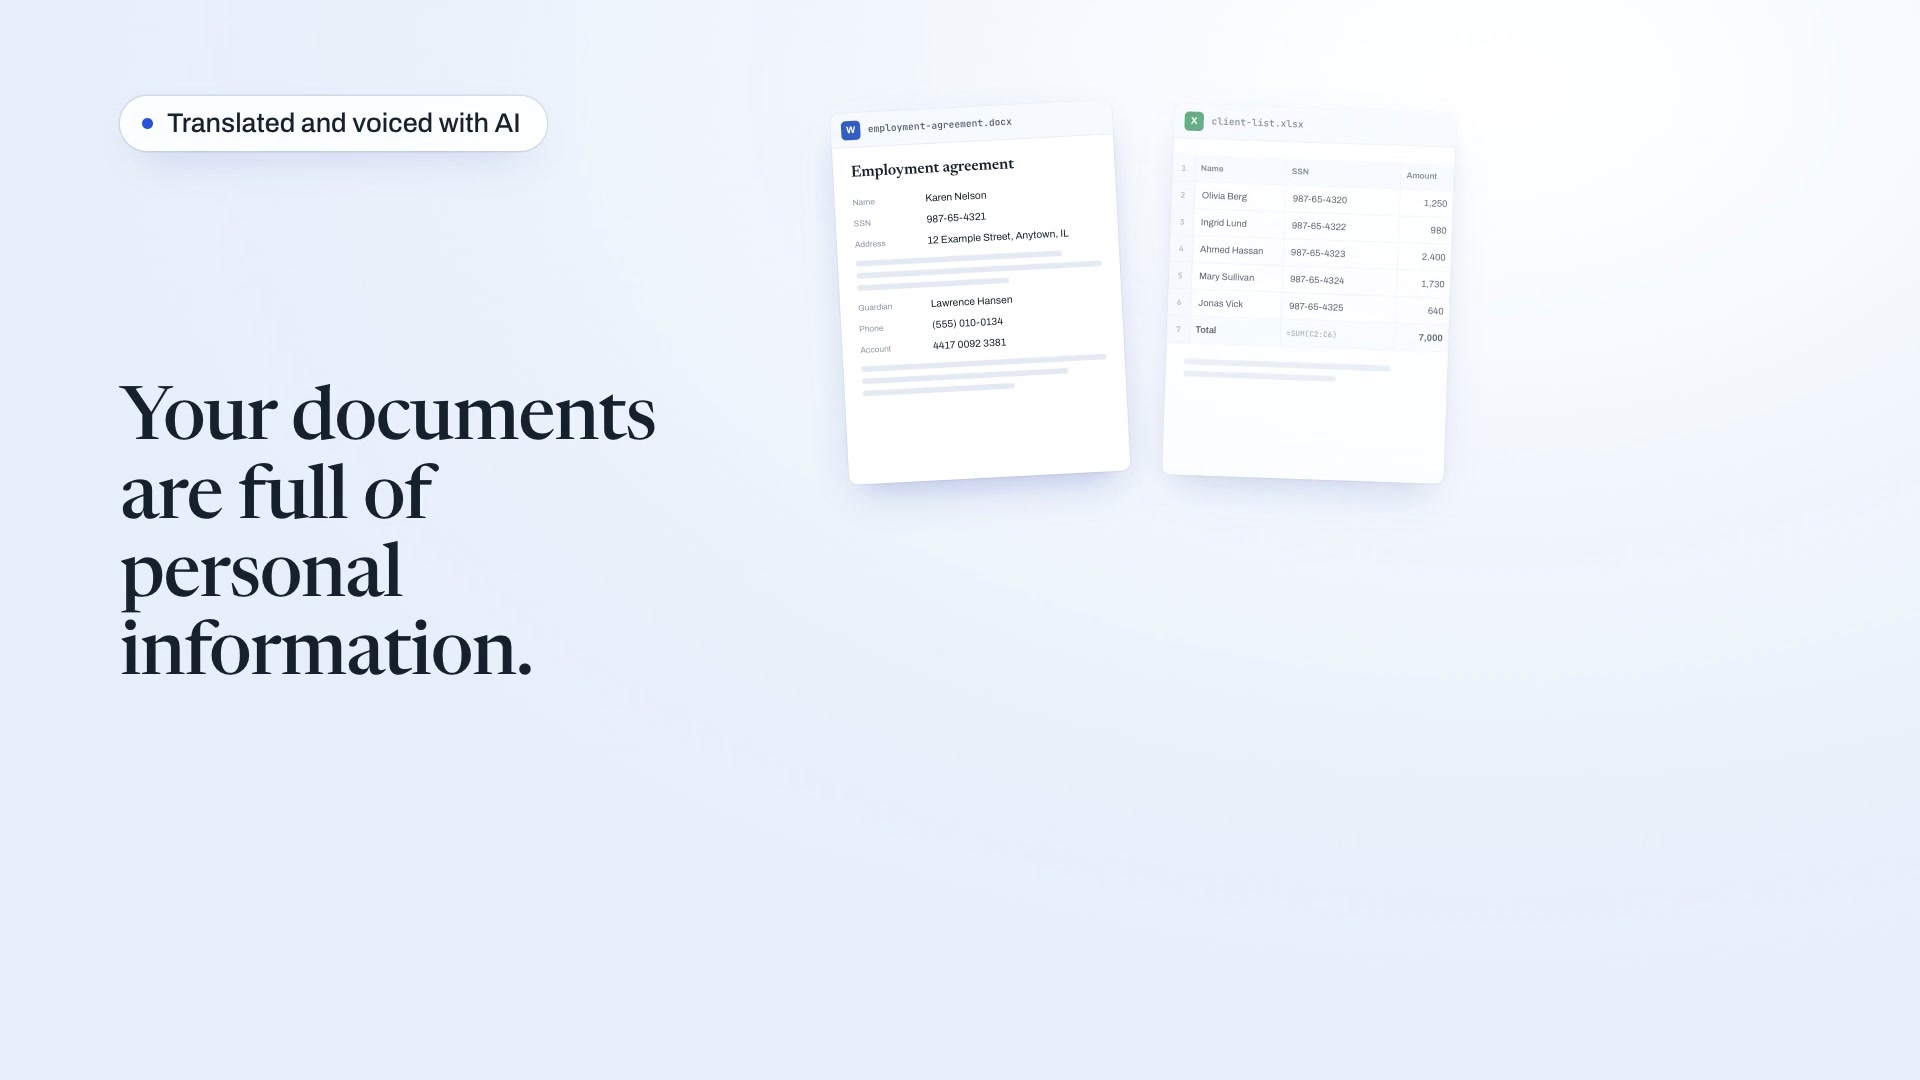 Translated and voiced with AI
Your documents
are full of
personal
information.
W employment-agreement.docx
Employment agreement
Name Karen Nelson
SSN 987-65-4321
Address 12 Example Street, Anytown, IL
Guardian Lawrence Hansen
Phone (555) 010-0134
Account 4417 0092 3381
X client-list.xlsx
1 Name SSN Amount
2 Olivia Berg 987-65-4320 1,250
3 Ingrid Lund 987-65-4322 980
4 Ahmed Hassan 987-65-4323 2,400
5 Mary Sullivan 987-65-4324 1,730
6 Jonas Vick 987-65-4325 640
7 Total =SUM(C2:C6) 7,000